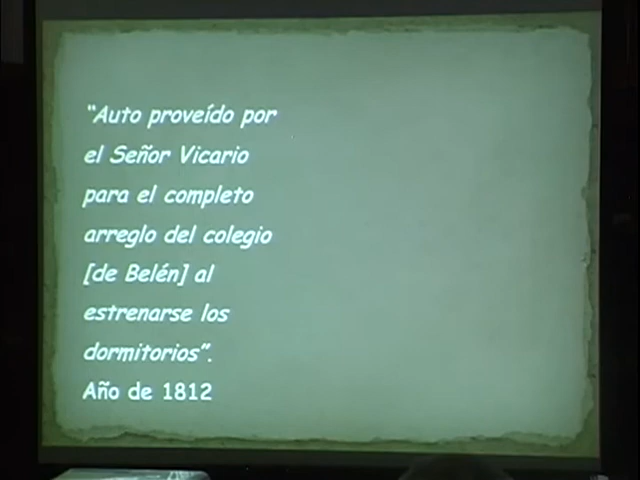 “Auto proveído por
el Señor Vicario
para el completo
arreglo del colegio
[de Belén] al
estrenarse los
dormitorios”.
Año de 1812